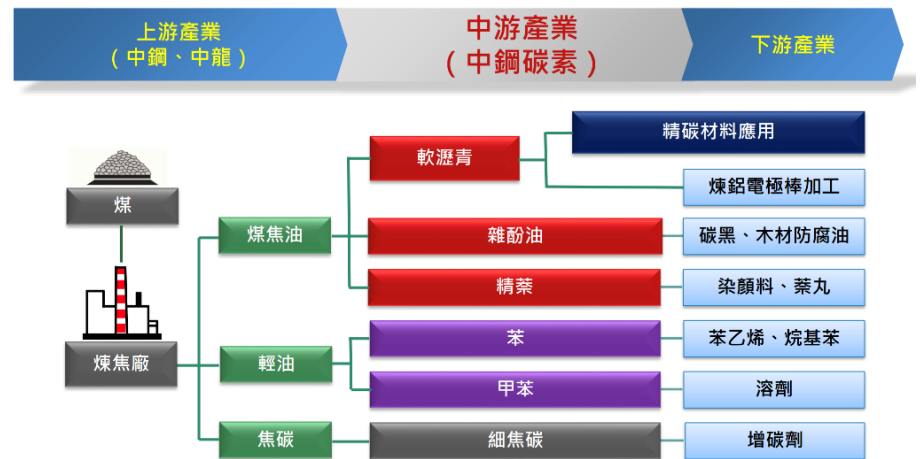 上游產業
（中鋼、中龍）
中游產業
（中鋼碳素）
下游產業
煤
煉焦廠
煤焦油
輕油
焦碳
軟瀝青
雜酚油
精萘
苯
甲苯
細焦碳
精碳材料應用
煉鋁電極棒加工
碳黑、木材防腐油
染顏料、萘丸
苯乙烯、烷基苯
溶劑
增碳劑